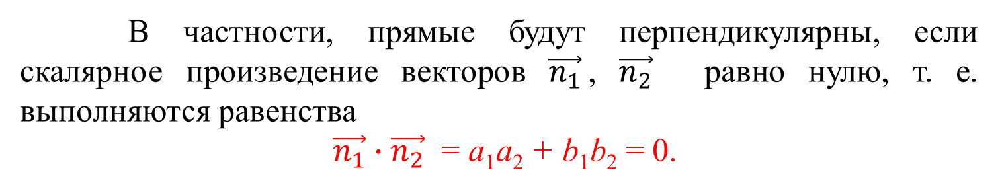 В частности, прямые будут перпендикулярны, если
скалярное произведение векторов $\overrightarrow{n_1}$, $\overrightarrow{n_2}$ равно нулю, т. е.
выполняются равенства
$\overrightarrow{n_1} \cdot \overrightarrow{n_2} = a_1a_2 + b_1b_2 = 0.$